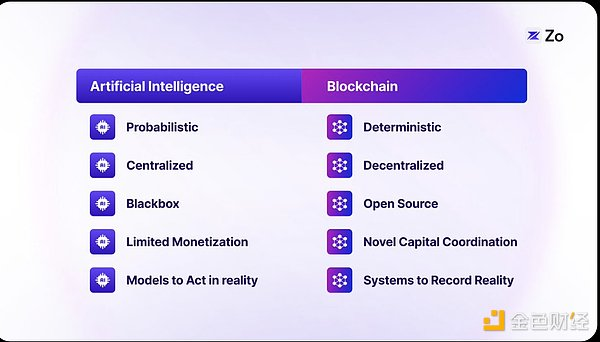 Zo
Artificial Intelligence Blockchain
Probabilistic Deterministic
Centralized Decentralized
Blackbox Open Source
Limited Monetization Novel Capital Coordination
Models to Act in reality Systems to Record Reality
金色财经